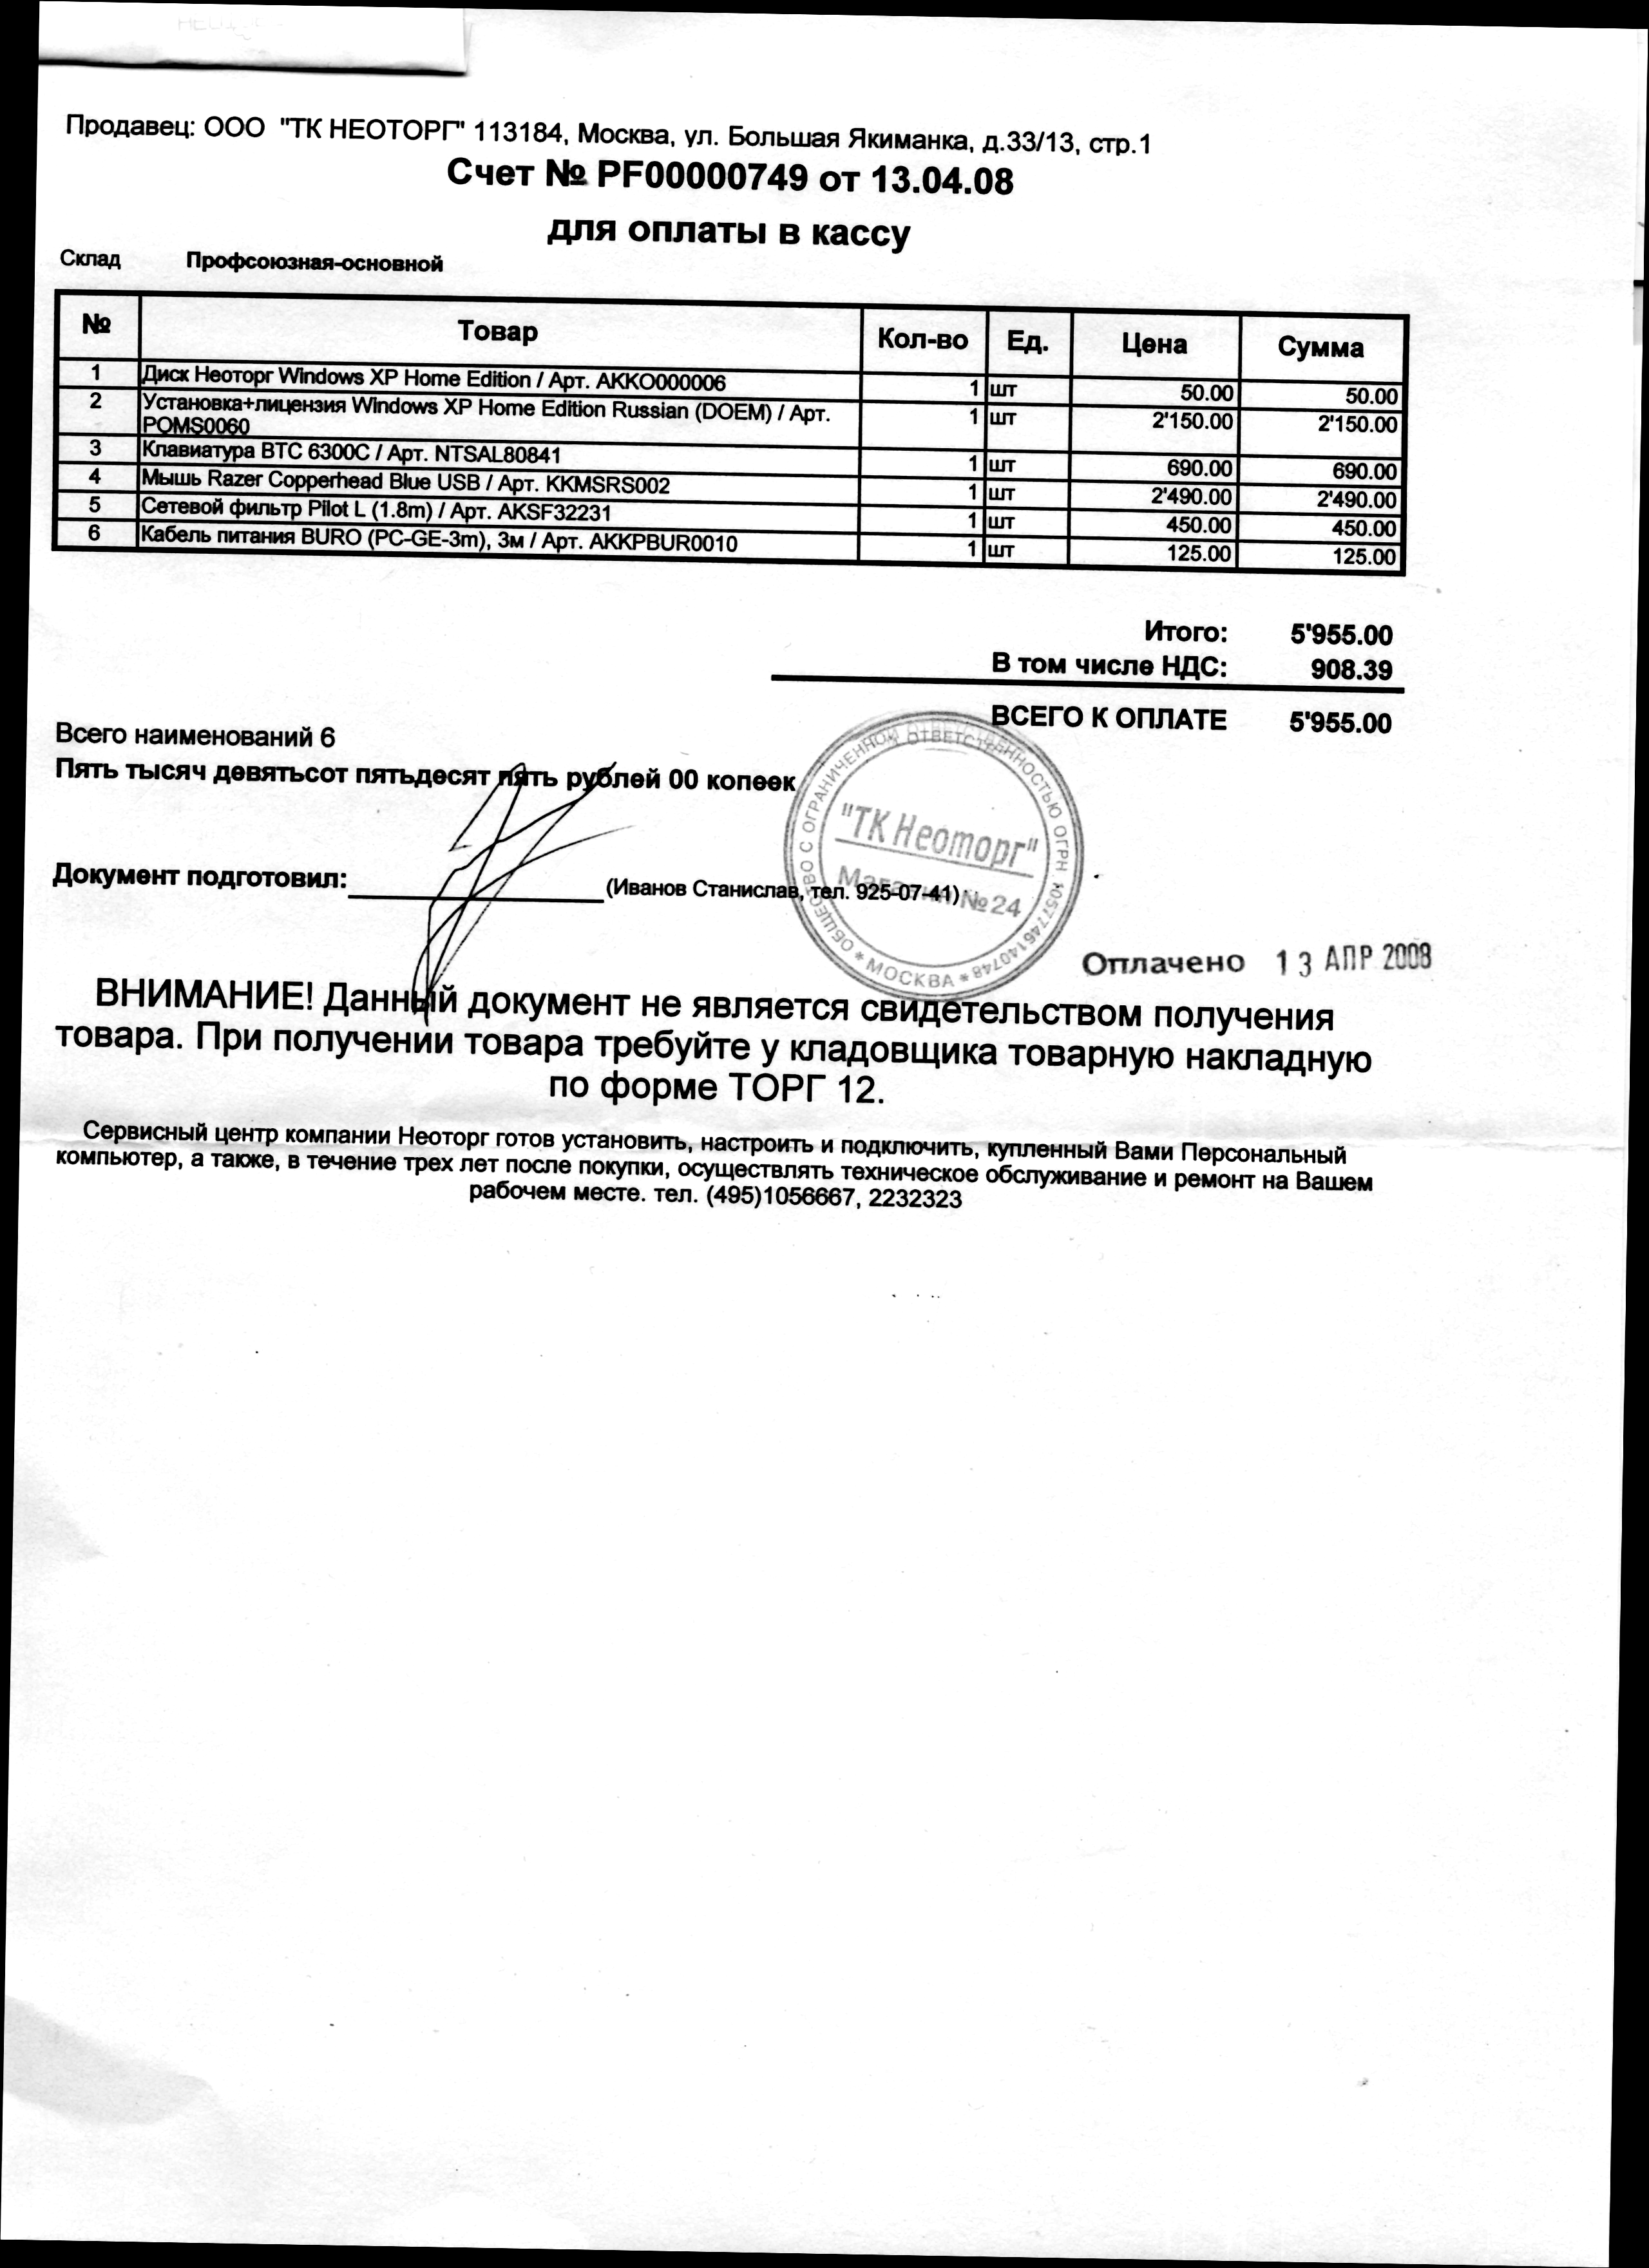 Продавец: ООО "ТК НЕОТОРГ" 113184, Москва, ул. Большая Якиманка, д.33/13, стр.1
Счет № PF00000749 от 13.04.08
для оплаты в кассу
Склад Профсоюзная-основной
№ Товар Кол-во Ед. Цена Сумма
1 Диск Неоторг Windows XP Home Edition / Арт. AKKO000006 1 шт 50.00 50.00
2 Установка+лицензия Windows XP Home Edition Russian (DOEM) / Арт. 1 шт 2'150.00 2'150.00
POMS0060
3 Клавиатура BTC 6300C / Арт. NTSAL80841 1 шт 690.00 690.00
4 Мышь Razer Copperhead Blue USB / Арт. KKMSRS002 1 шт 2'490.00 2'490.00
5 Сетевой фильтр Pilot L (1.8m) / Арт. AKSF32231 1 шт 450.00 450.00
6 Кабель питания BURO (PC-GE-3m), 3м / Арт. AKKPBUR0010 1 шт 125.00 125.00
Итого: 5'955.00
В том числе НДС: 908.39
ВСЕГО К ОПЛАТЕ 5'955.00
Всего наименований 6
Пять тысяч девятьсот пятьдесят пять рублей 00 копеек
ОБЩЕСТВО С ОГРАНИЧЕННОЙ ОТВЕТСТВЕННОСТЬЮ ОГРН 1057746140748 * МОСКВА *
"ТК Неоторг"
Магазин №24
Документ подготовил: (Иванов Станислав, тел. 925-07-41)
Оплачено 13 АПР 2008
ВНИМАНИЕ! Данный документ не является свидетельством получения
товара. При получении товара требуйте у кладовщика товарную накладную
по форме ТОРГ 12.
Сервисный центр компании Неоторг готов установить, настроить и подключить, купленный Вами Персональный
компьютер, а также, в течение трех лет после покупки, осуществлять техническое обслуживание и ремонт на Вашем
рабочем месте. тел. (495)1056667, 2232323